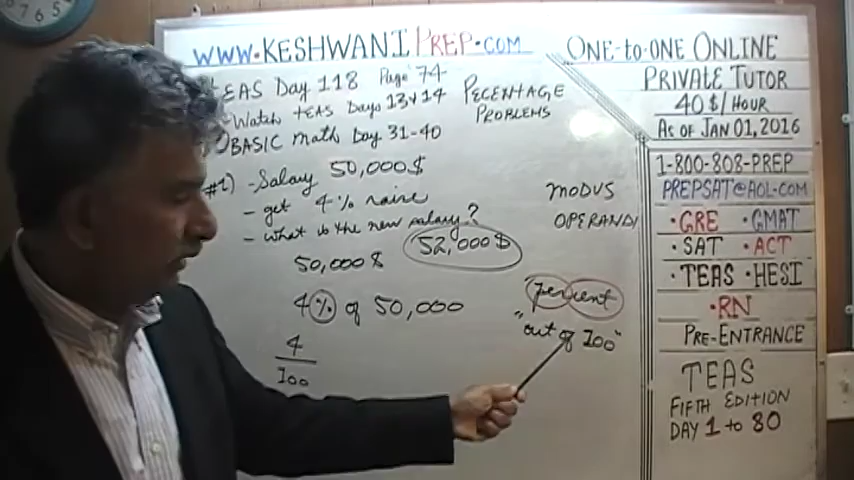 WWW.KESHWANIPREP.COM
TEAS Day 118 Page 74
Watch TEAS Days 13 & 14
BASIC Math Day 31-40
PECENTAGE
PROBLEMS
#1) - Salary 50,000$
- get 4% raise
- what is the new salary?
52,000$
50,000$
4% of 50,000
4
100
MODUS
OPERANDI
"Percent
"out of 100"
ONE-TO-ONE ONLINE
PRIVATE TUTOR
40$/HOUR
AS OF JAN 01, 2016
1-800-808-PREP
PREPSAT@AOL.COM
•GRE •GMAT
•SAT •ACT
•TEAS •HESI
•RN
PRE-ENTRANCE
TEAS
FIFTH EDITION
DAY 1 TO 80
7 6 5